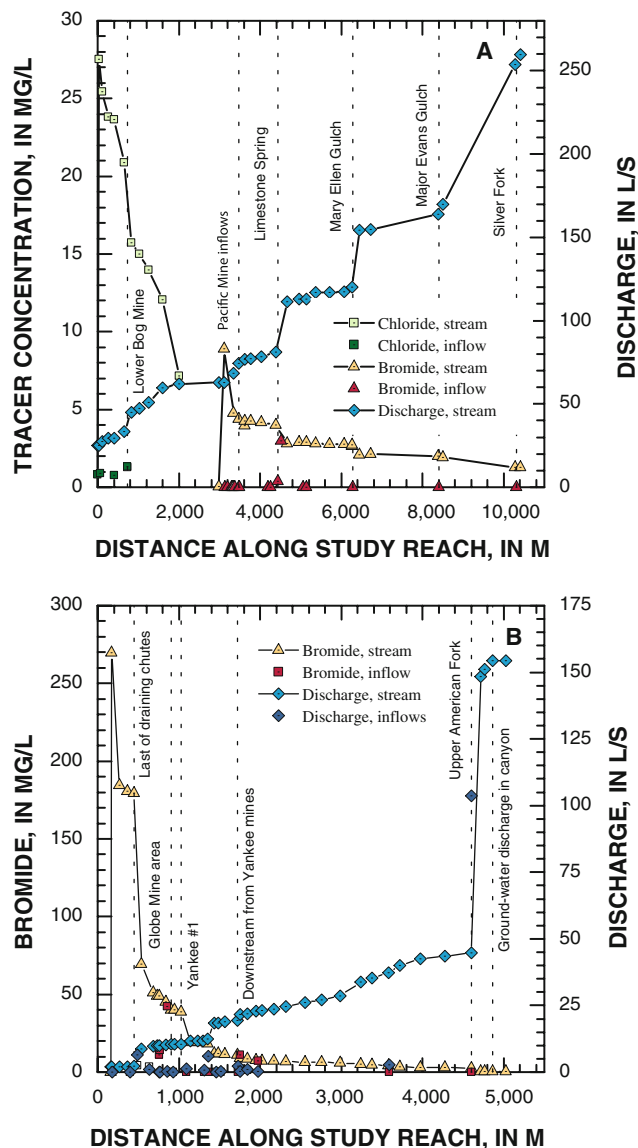 A
TRACER CONCENTRATION, IN MG/L
30
25
20
15
10
5
0
DISCHARGE, IN L/S
250
200
150
100
50
0
Lower Bog Mine
Pacific Mine inflows
Limestone Spring
Mary Ellen Gulch
Major Evans Gulch
Silver Fork
Chloride, stream
Chloride, inflow
Bromide, stream
Bromide, inflow
Discharge, stream
0 2,000 4,000 6,000 8,000 10,000
DISTANCE ALONG STUDY REACH, IN M
B
BROMIDE, IN MG/L
300
250
200
150
100
50
0
DISCHARGE, IN L/S
175
150
125
100
75
50
25
0
Last of draining chutes
Globe Mine area
Yankee #1
Downstream from Yankee mines
Upper American Fork
Ground-water discharge in canyon
Bromide, stream
Bromide, inflow
Discharge, stream
Discharge, inflows
0 1,000 2,000 3,000 4,000 5,000
DISTANCE ALONG STUDY REACH, IN M